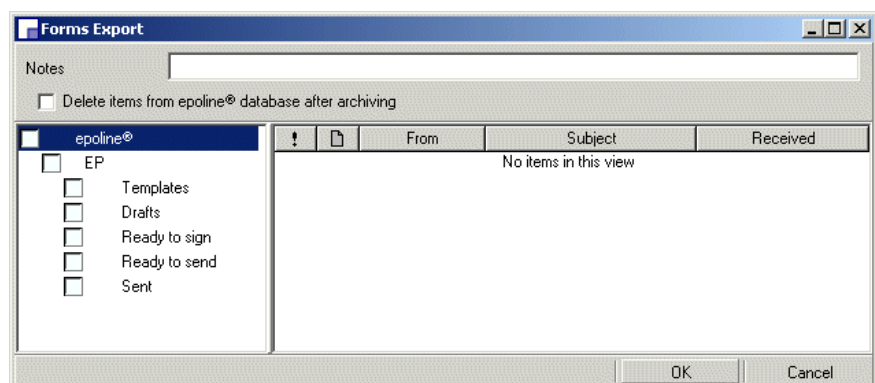 Forms Export
Notes
Delete items from epoline® database after archiving
epoline®
! From Subject Received
EP
No items in this view
Templates
Drafts
Ready to sign
Ready to send
Sent
OK Cancel